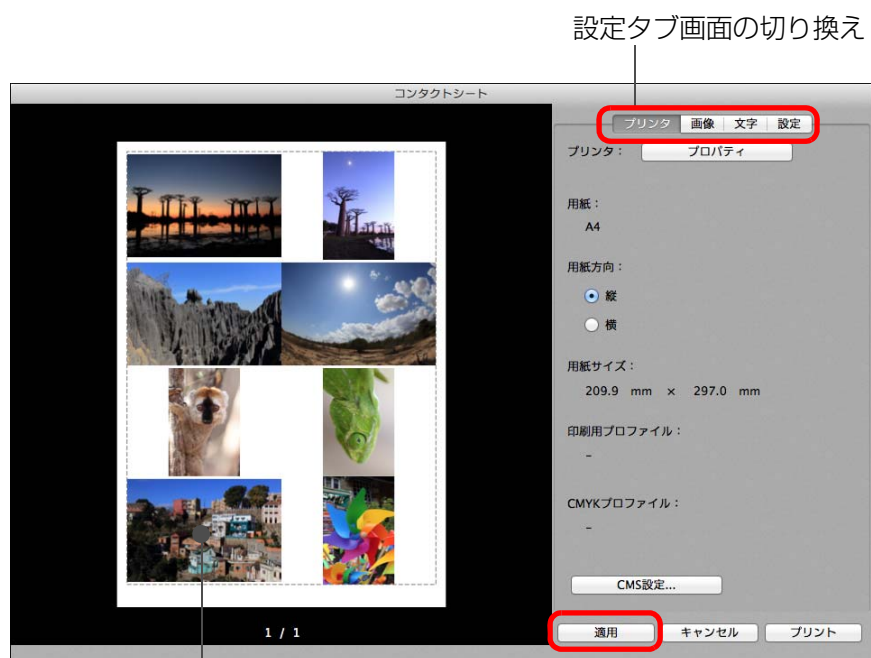 設定タブ画面の切り換え
コンタクトシート
プリンタ 画像 文字 設定
プリンタ： プロパティ
用紙：
A4
用紙方向：
縦
横
用紙サイズ：
209.9 mm × 297.0 mm
印刷用プロファイル：
–
CMYKプロファイル：
–
CMS設定...
1 / 1
適用 キャンセル プリント